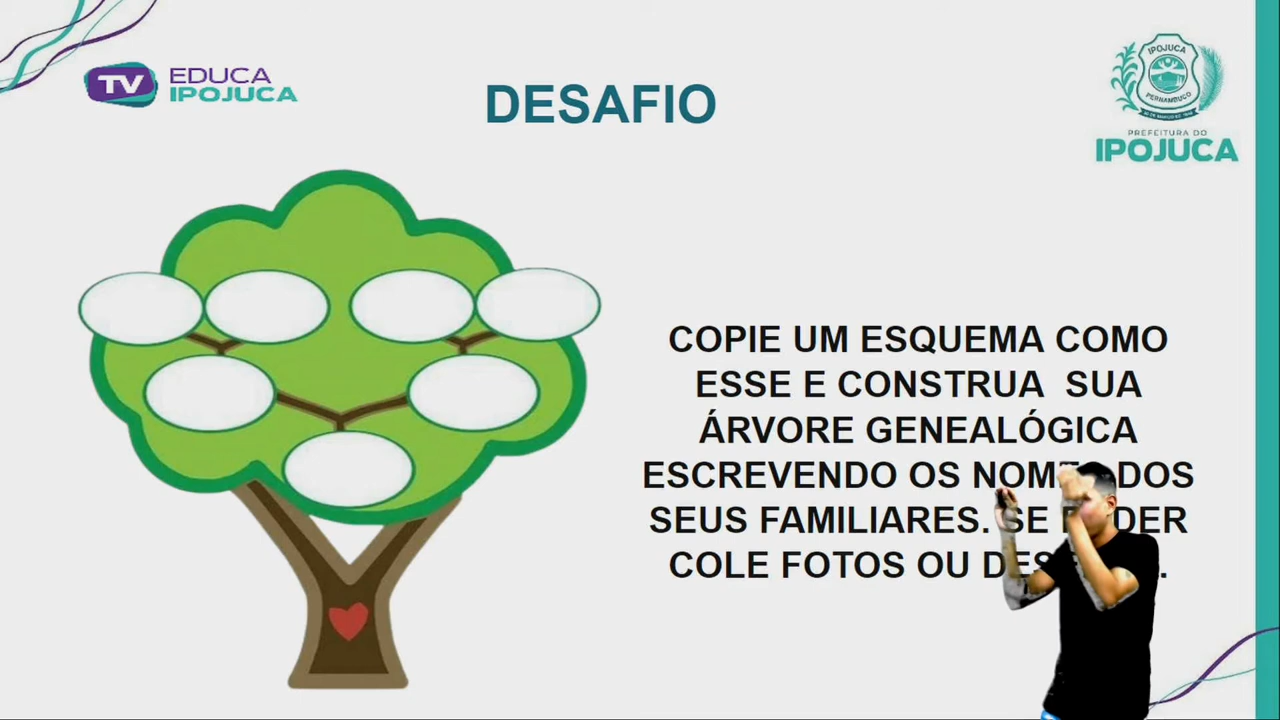 TV EDUCA
IPOJUCA
DESAFIO
IPOJUCA
PERNAMBUCO
PREFEITURA DO
IPOJUCA
COPIE UM ESQUEMA COMO
ESSE E CONSTRUA SUA
ÁRVORE GENEALÓGICA
ESCREVENDO OS DOS
SEUS FAMILIARES. SE
COLE FOTOS OU